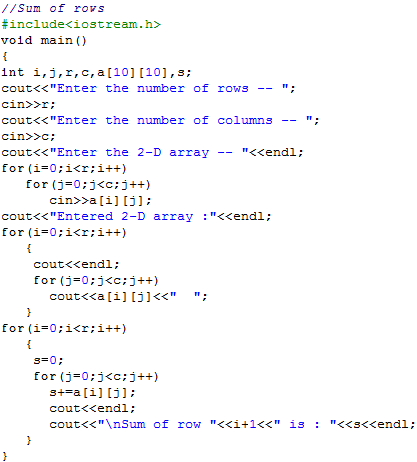 //Sum of rows
#include<iostream.h>
void main()
{
int i,j,r,c,a[10][10],s;
cout<<"Enter the number of rows -- ";
cin>>r;
cout<<"Enter the number of columns -- ";
cin>>c;
cout<<"Enter the 2-D array -- "<<endl;
for(i=0;i<r;i++)
   for(j=0;j<c;j++)
      cin>>a[i][j];
cout<<"Entered 2-D array :"<<endl;
for(i=0;i<r;i++)
   {
    cout<<endl;
    for(j=0;j<c;j++)
      cout<<a[i][j]<<"  ";
   }
for(i=0;i<r;i++)
   {
    s=0;
    for(j=0;j<c;j++)
      s+=a[i][j];
      cout<<endl;
      cout<<"\nSum of row "<<i+1<<" is : "<<s<<endl;
   }
}